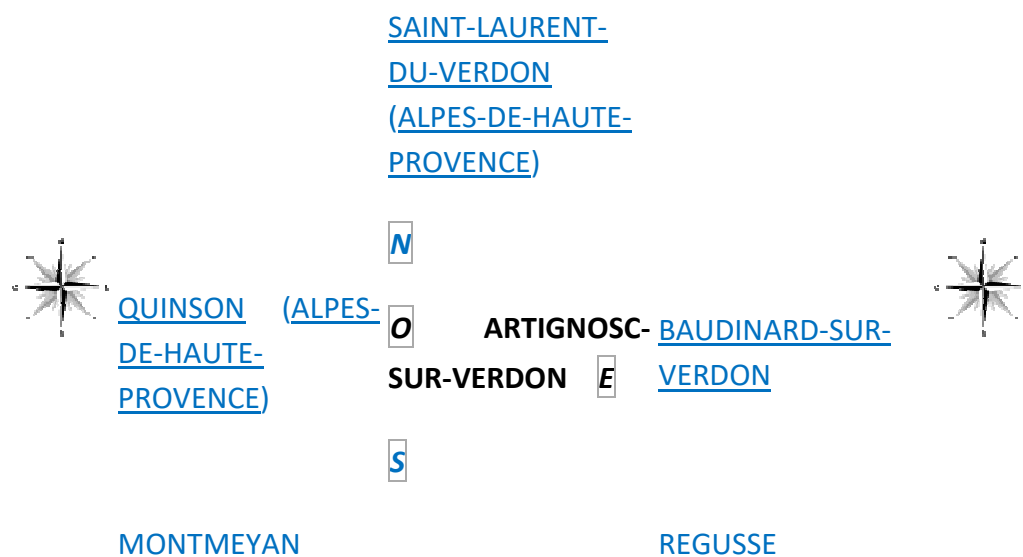 SAINT-LAURENT-
DU-VERDON
(ALPES-DE-HAUTE-
PROVENCE)
N
QUINSON (ALPES-
DE-HAUTE-
PROVENCE)
O ARTIGNOSC-
SUR-VERDON E
BAUDINARD-SUR-
VERDON
S
MONTMEYAN
REGUSSE